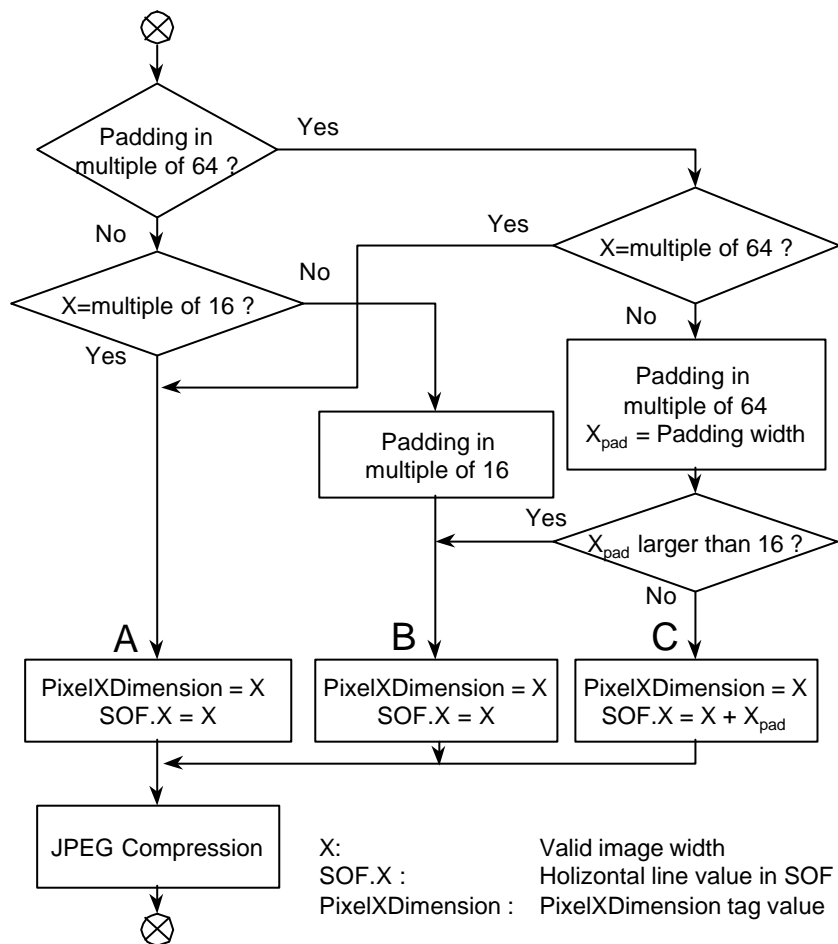 Padding in
multiple of 64 ?
Yes
No
X=multiple of 64 ?
Yes
No
X=multiple of 16 ?
No
Yes
Padding in
multiple of 64
Xpad = Padding width
Padding in
multiple of 16
Xpad larger than 16 ?
Yes
No
A
B
C
PixelXDimension = X
SOF.X = X
PixelXDimension = X
SOF.X = X
PixelXDimension = X
SOF.X = X + Xpad
JPEG Compression
X: Valid image width
SOF.X : Holizontal line value in SOF
PixelXDimension : PixelXDimension tag value